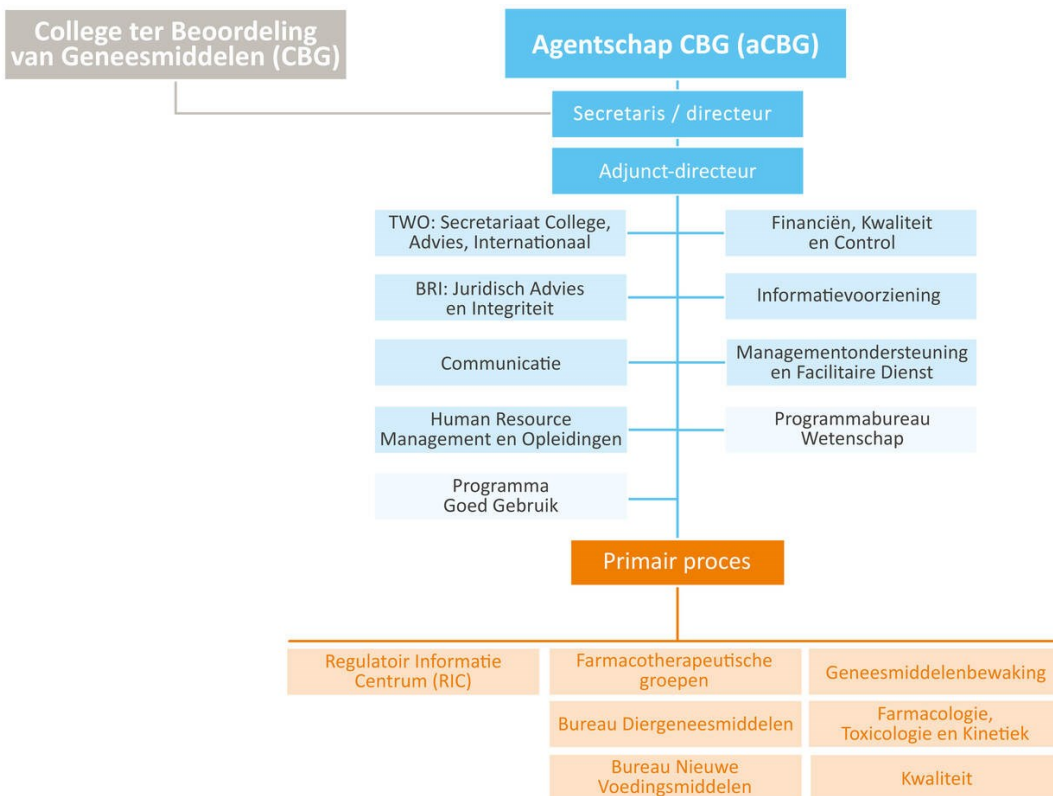 College ter Beoordeling
van Geneesmiddelen (CBG)
Agentschap CBG (aCBG)
Secretaris / directeur
Adjunct-directeur
TWO: Secretariaat College,
Advies, Internationaal
Financiën, Kwaliteit
en Control
BRI: Juridisch Advies
en Integriteit
Informatievoorziening
Communicatie
Managementondersteuning
en Facilitaire Dienst
Human Resource
Management en Opleidingen
Programmabureau
Wetenschap
Programma
Goed Gebruik
Primair proces
Regulatoir Informatie
Centrum (RIC)
Farmacotherapeutische
groepen
Geneesmiddelenbewaking
Bureau Diergeneesmiddelen
Farmacologie,
Toxicologie en Kinetiek
Bureau Nieuwe
Voedingsmiddelen
Kwaliteit